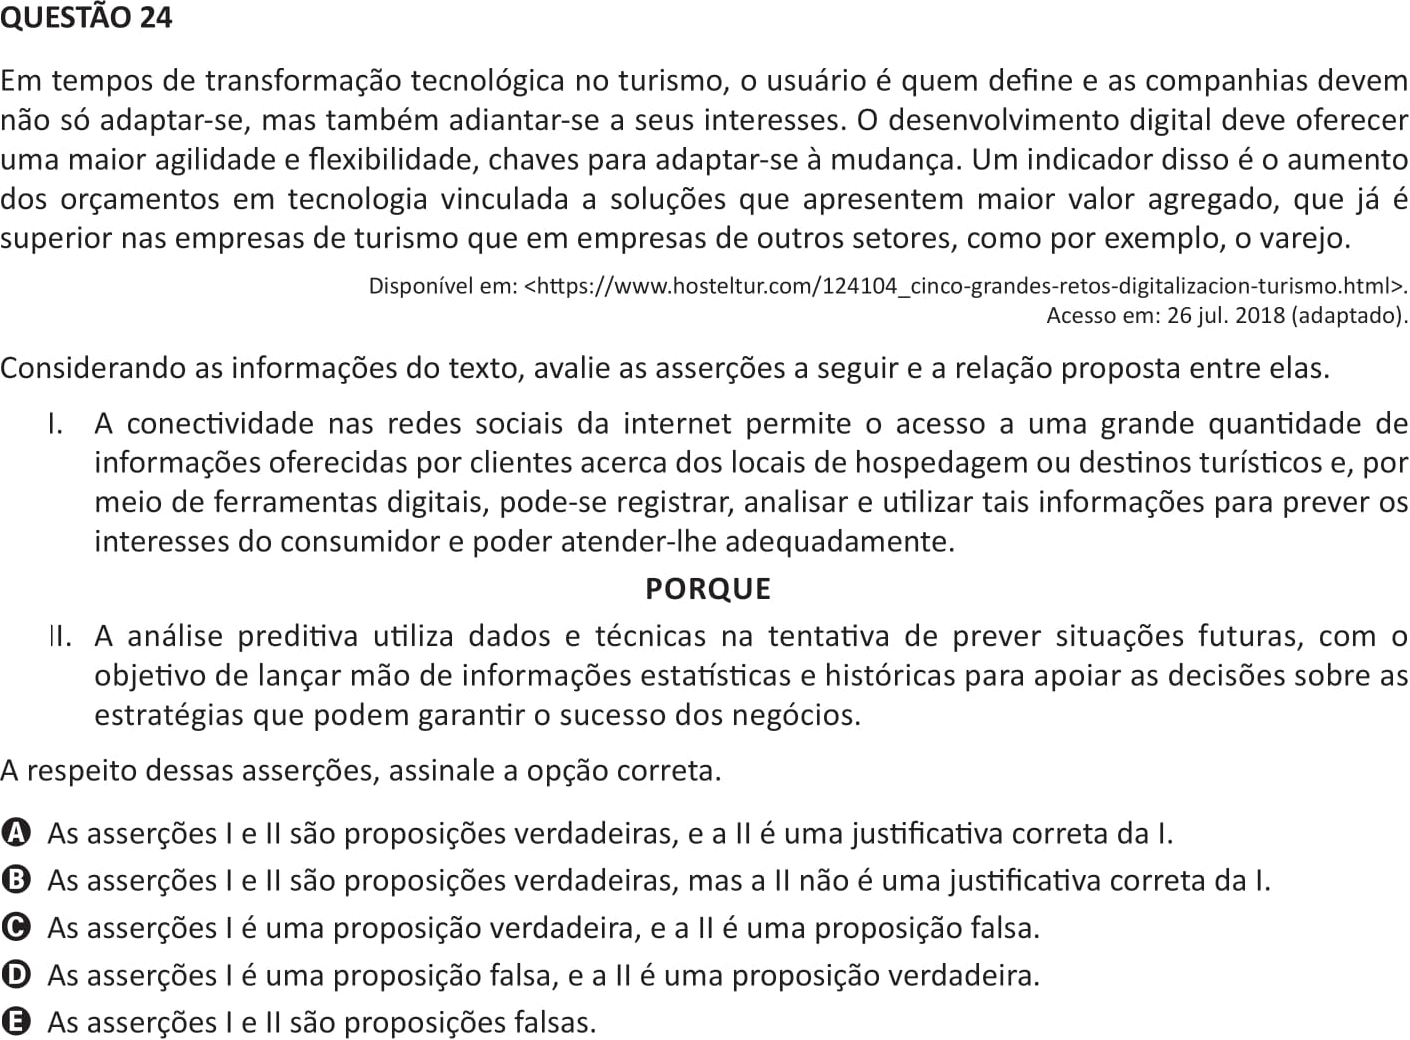 QUESTÃO 24
Em tempos de transformação tecnológica no turismo, o usuário é quem define e as companhias devem
não só adaptar-se, mas também adiantar-se a seus interesses. O desenvolvimento digital deve oferecer
uma maior agilidade e flexibilidade, chaves para adaptar-se à mudança. Um indicador disso é o aumento
dos orçamentos em tecnologia vinculada a soluções que apresentem maior valor agregado, que já é
superior nas empresas de turismo que em empresas de outros setores, como por exemplo, o varejo.
Disponível em: <https://www.hosteltur.com/124104_cinco-grandes-retos-digitalizacion-turismo.html>.
Acesso em: 26 jul. 2018 (adaptado).
Considerando as informações do texto, avalie as asserções a seguir e a relação proposta entre elas.
I. A conectividade nas redes sociais da internet permite o acesso a uma grande quantidade de
informações oferecidas por clientes acerca dos locais de hospedagem ou destinos turísticos e, por
meio de ferramentas digitais, pode-se registrar, analisar e utilizar tais informações para prever os
interesses do consumidor e poder atender-lhe adequadamente.
PORQUE
II. A análise preditiva utiliza dados e técnicas na tentativa de prever situações futuras, com o
objetivo de lançar mão de informações estatísticas e históricas para apoiar as decisões sobre as
estratégias que podem garantir o sucesso dos negócios.
A respeito dessas asserções, assinale a opção correta.
A As asserções I e II são proposições verdadeiras, e a II é uma justificativa correta da I.
B As asserções I e II são proposições verdadeiras, mas a II não é uma justificativa correta da I.
C As asserções I é uma proposição verdadeira, e a II é uma proposição falsa.
D As asserções I é uma proposição falsa, e a II é uma proposição verdadeira.
E As asserções I e II são proposições falsas.